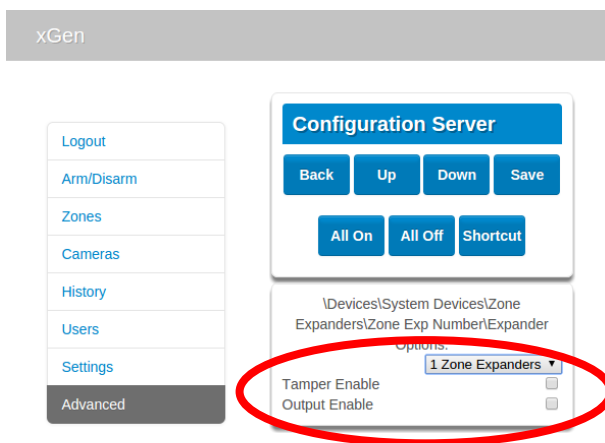 xGen
Logout
Arm/Disarm
Zones
Cameras
History
Users
Settings
Advanced
Configuration Server
Back Up Down Save
All On All Off Shortcut
\Devices\System Devices\Zone
Expanders\Zone Exp Number\Expander
Options:
1 Zone Expanders
Tamper Enable
Output Enable